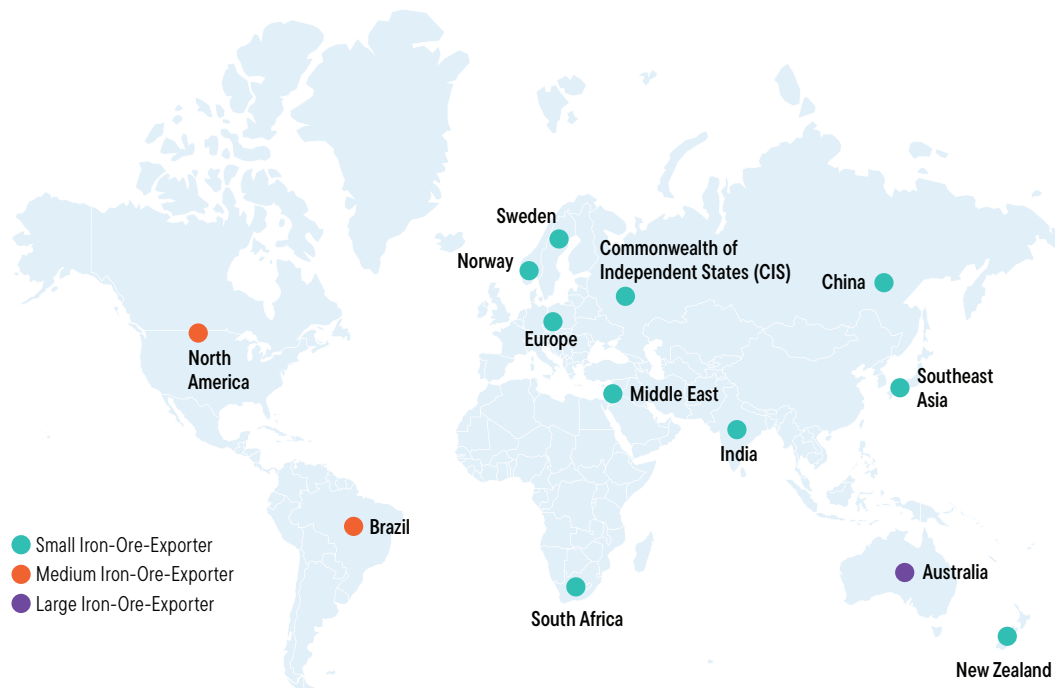 Sweden
Norway
Commonwealth of
Independent States (CIS)
China
Europe
North
America
Middle East
Southeast
Asia
India
Brazil
Small Iron-Ore-Exporter
Medium Iron-Ore-Exporter
Large Iron-Ore-Exporter
Australia
South Africa
New Zealand